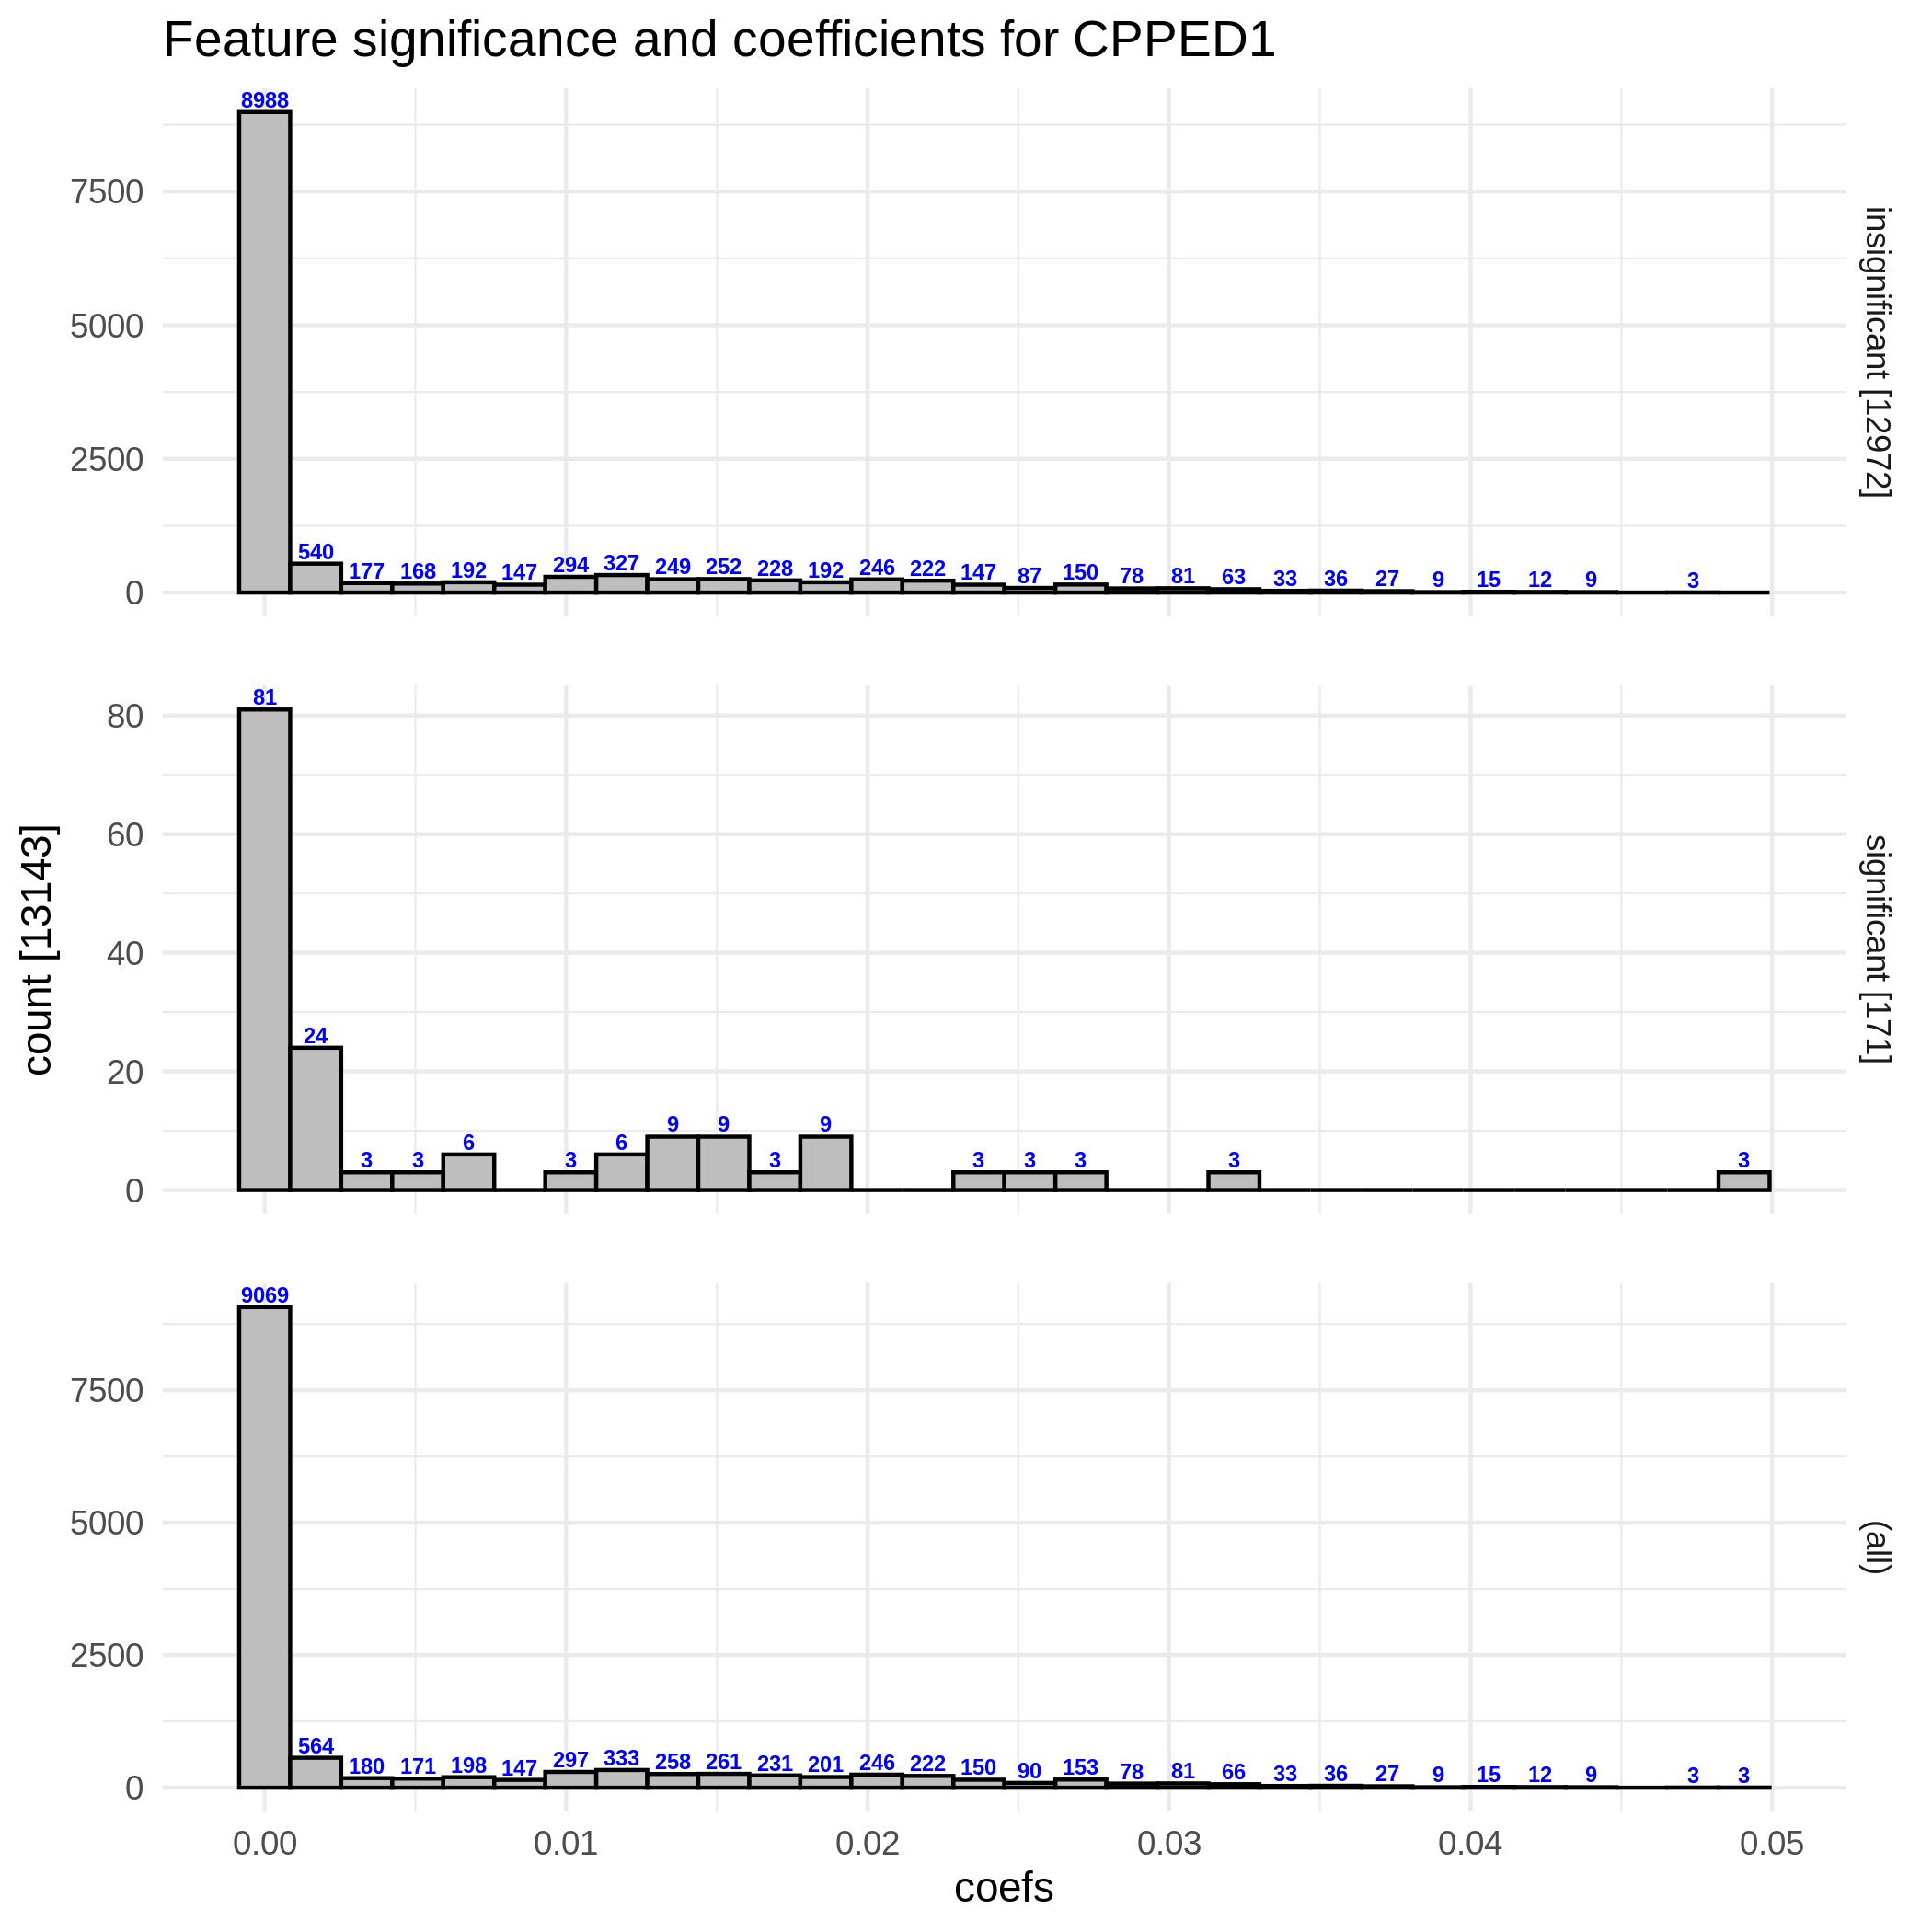 Feature significance and coefficients for CPPED1
8988
7500
5000
2500
0
540 177 168 192 147 294 327 249 252 228 192 246 222 147 87 150 78 81 63 33 36 27 9 15 12 9 3
insignificant [12972]
count [13143]
81
80
60
40
20
0
24
3 3 6 3 6 9 9 3 9 3 3 3 3 3
significant [171]
9069
7500
5000
2500
0
564 180 171 198 147 297 333 258 261 231 201 246 222 150 90 153 78 81 66 33 36 27 9 15 12 9 3 3
(all)
0.00 0.01 0.02 0.03 0.04 0.05
coefs